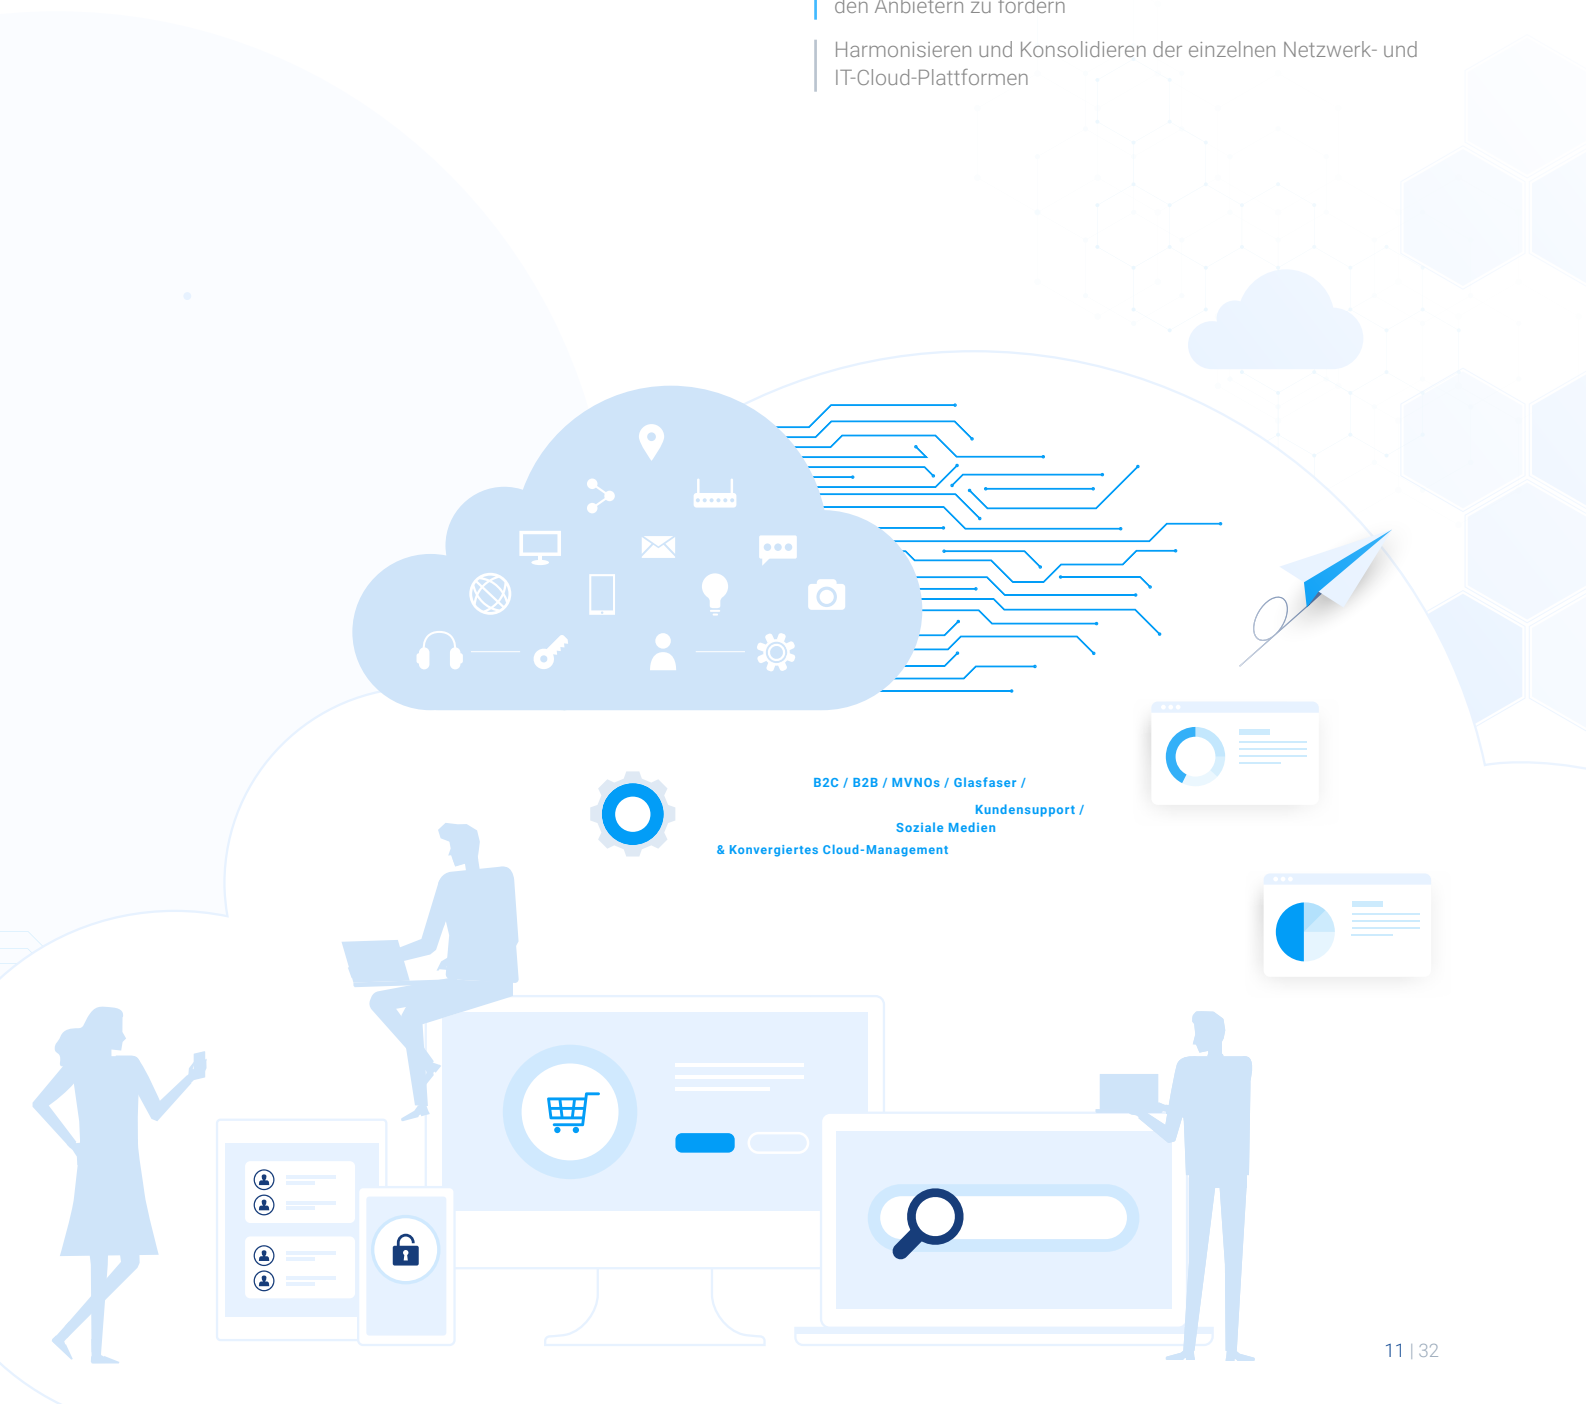 den Anbietern zu fördern
Harmonisieren und Konsolidieren der einzelnen Netzwerk- und
IT-Cloud-Plattformen
B2C / B2B / MVNOs / Glasfaser /
Kundensupport /
Soziale Medien
& Konvergiertes Cloud-Management
11 | 32